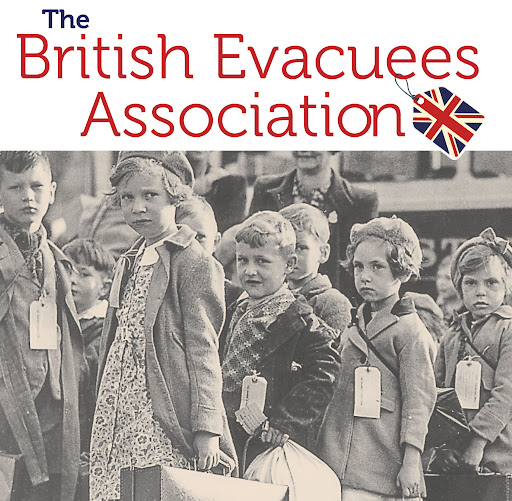 The
British Evacuees
Association